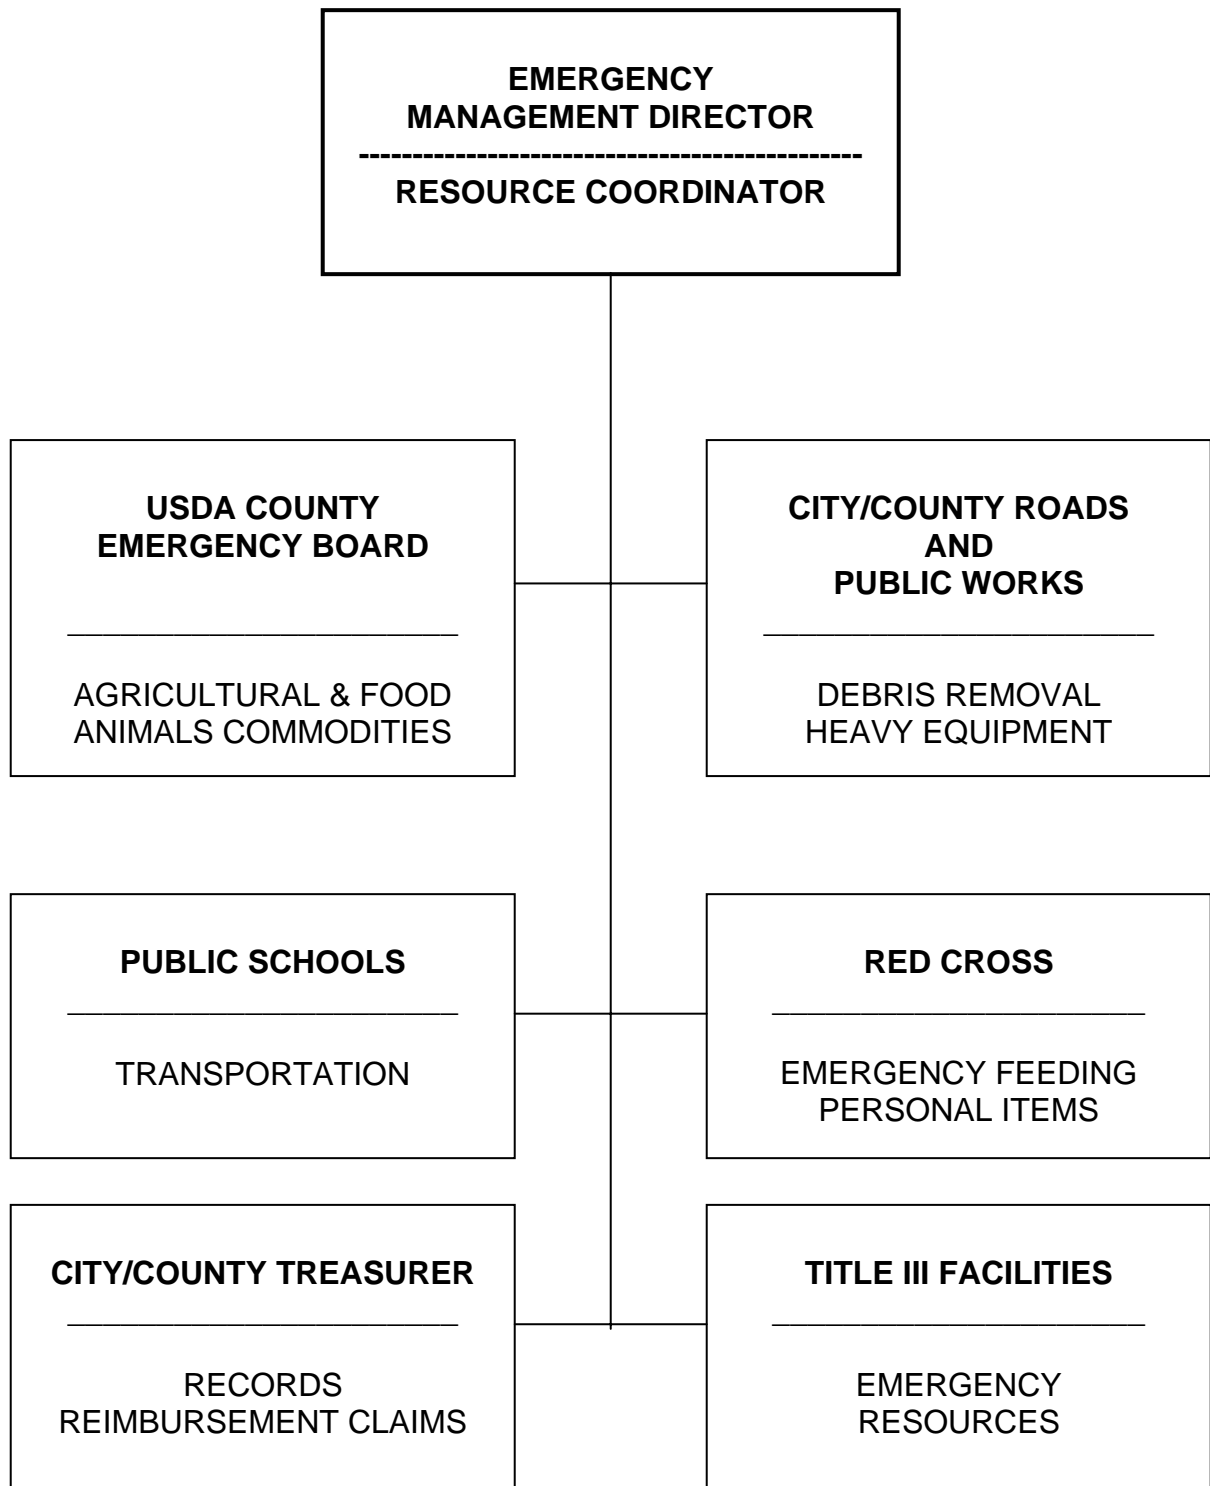 EMERGENCY
MANAGEMENT DIRECTOR
-----------------------------------------------
RESOURCE COORDINATOR
USDA COUNTY
EMERGENCY BOARD
AGRICULTURAL & FOOD
ANIMALS COMMODITIES
CITY/COUNTY ROADS
AND
PUBLIC WORKS
DEBRIS REMOVAL
HEAVY EQUIPMENT
PUBLIC SCHOOLS
TRANSPORTATION
RED CROSS
EMERGENCY FEEDING
PERSONAL ITEMS
CITY/COUNTY TREASURER
RECORDS
REIMBURSEMENT CLAIMS
TITLE III FACILITIES
EMERGENCY
RESOURCES